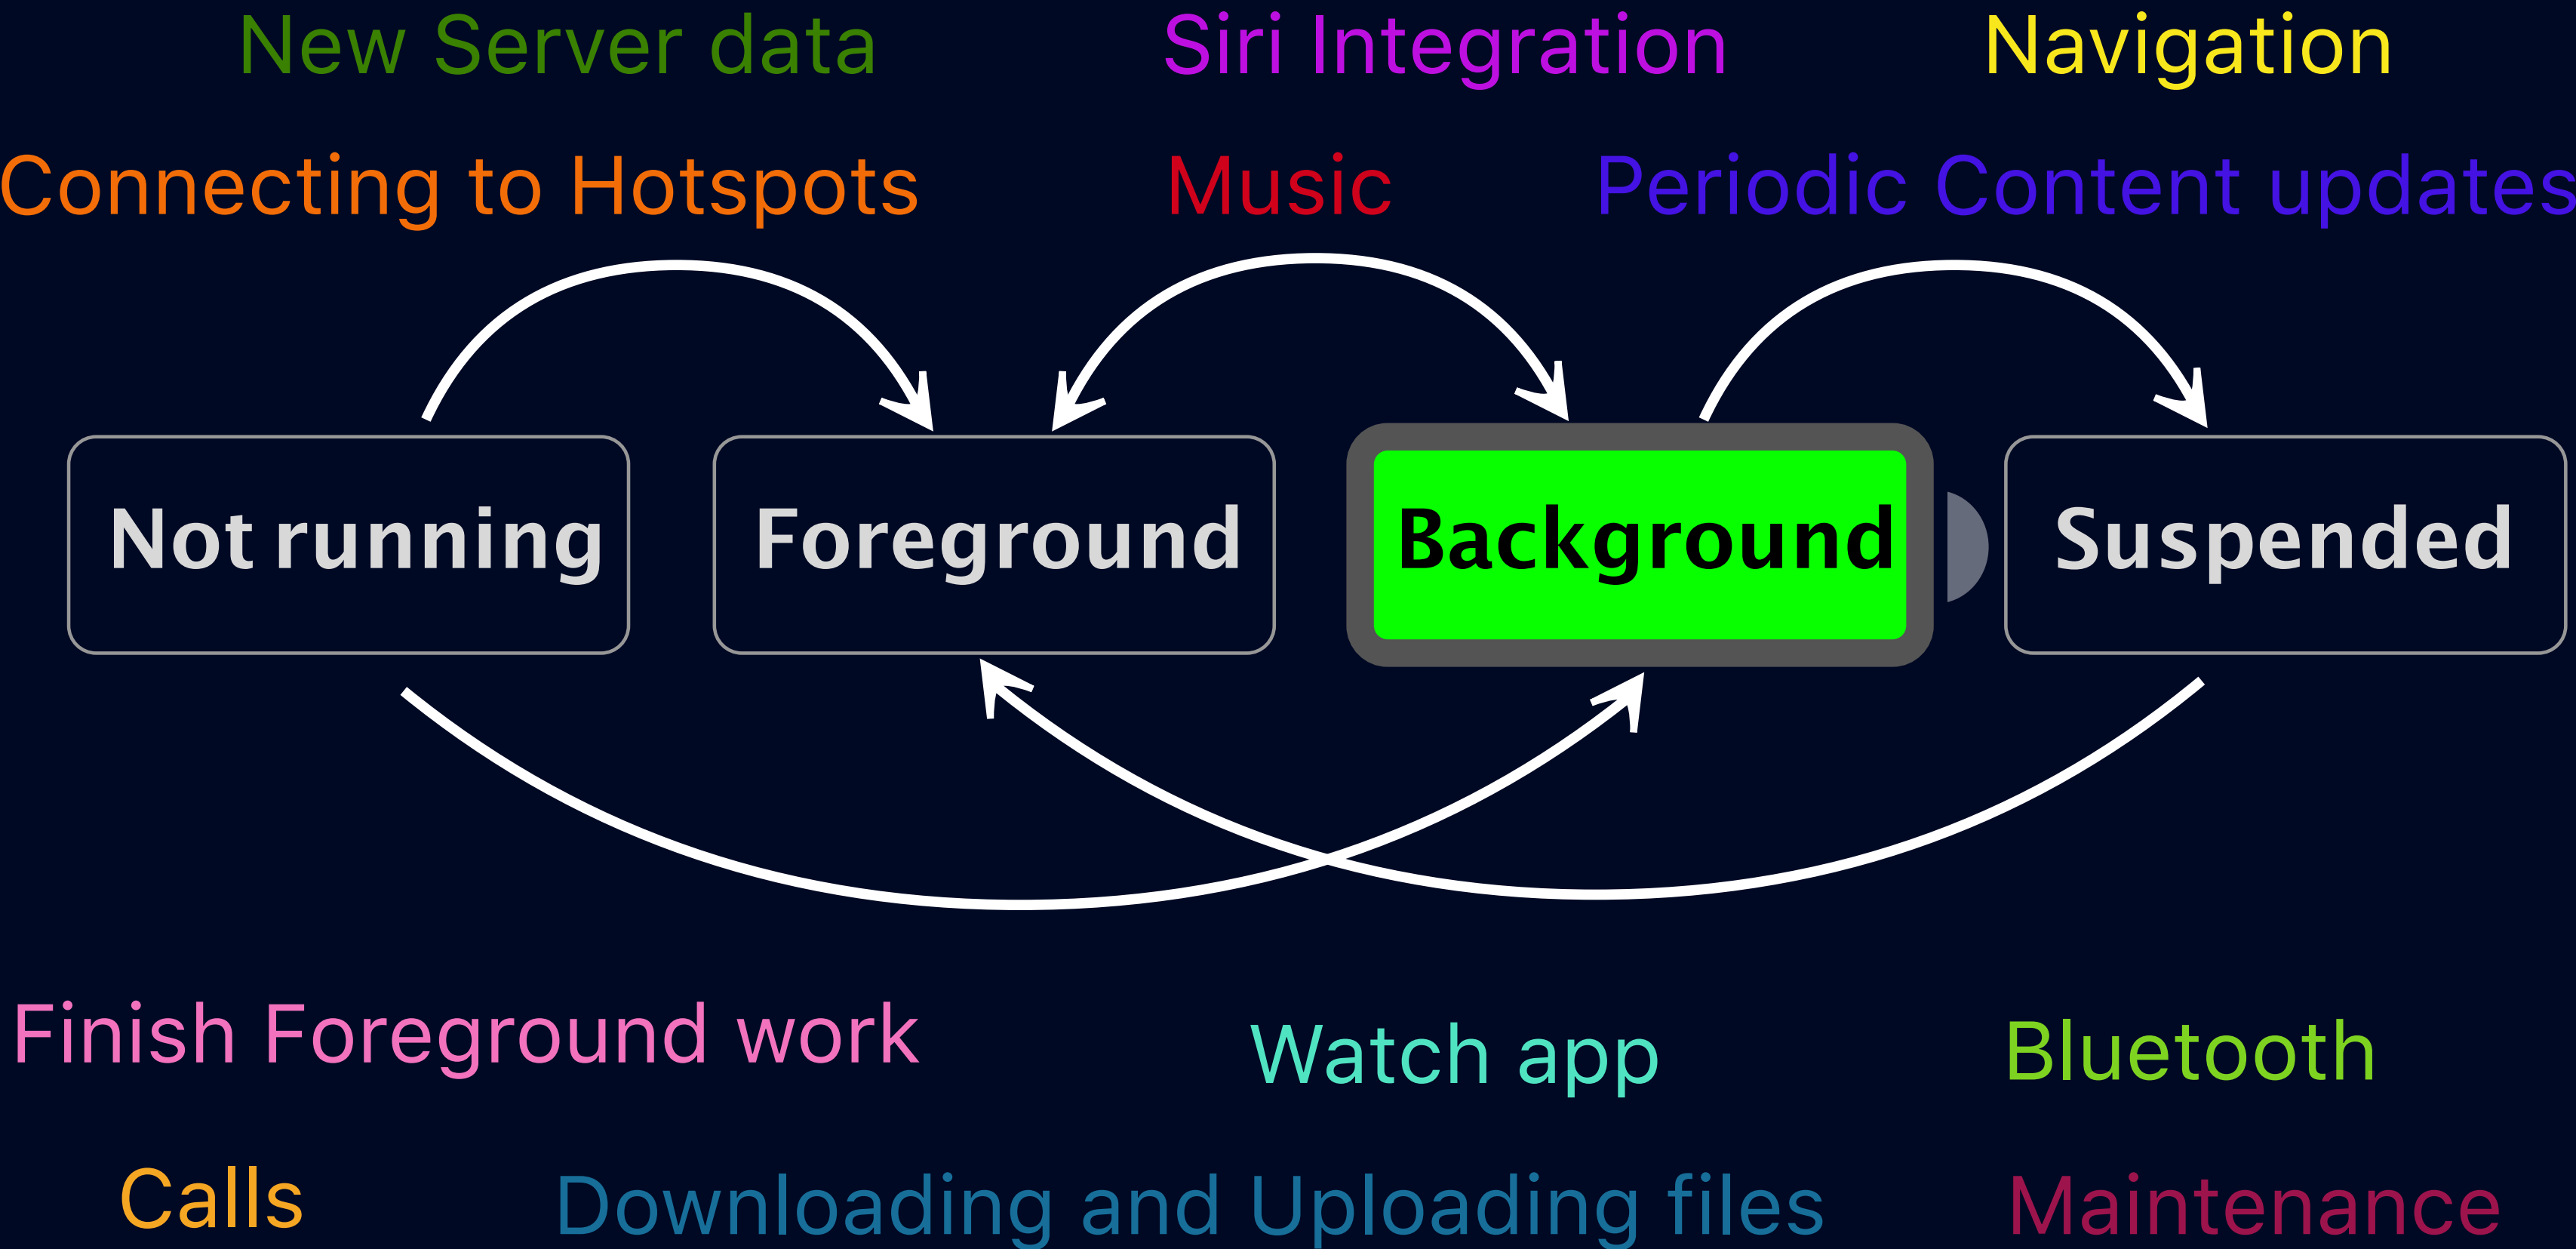 New Server data
Siri Integration
Navigation
Connecting to Hotspots
Music
Periodic Content updates
Not running
Foreground
Background
Suspended
Finish Foreground work
Watch app
Bluetooth
Calls
Downloading and Uploading files
Maintenance